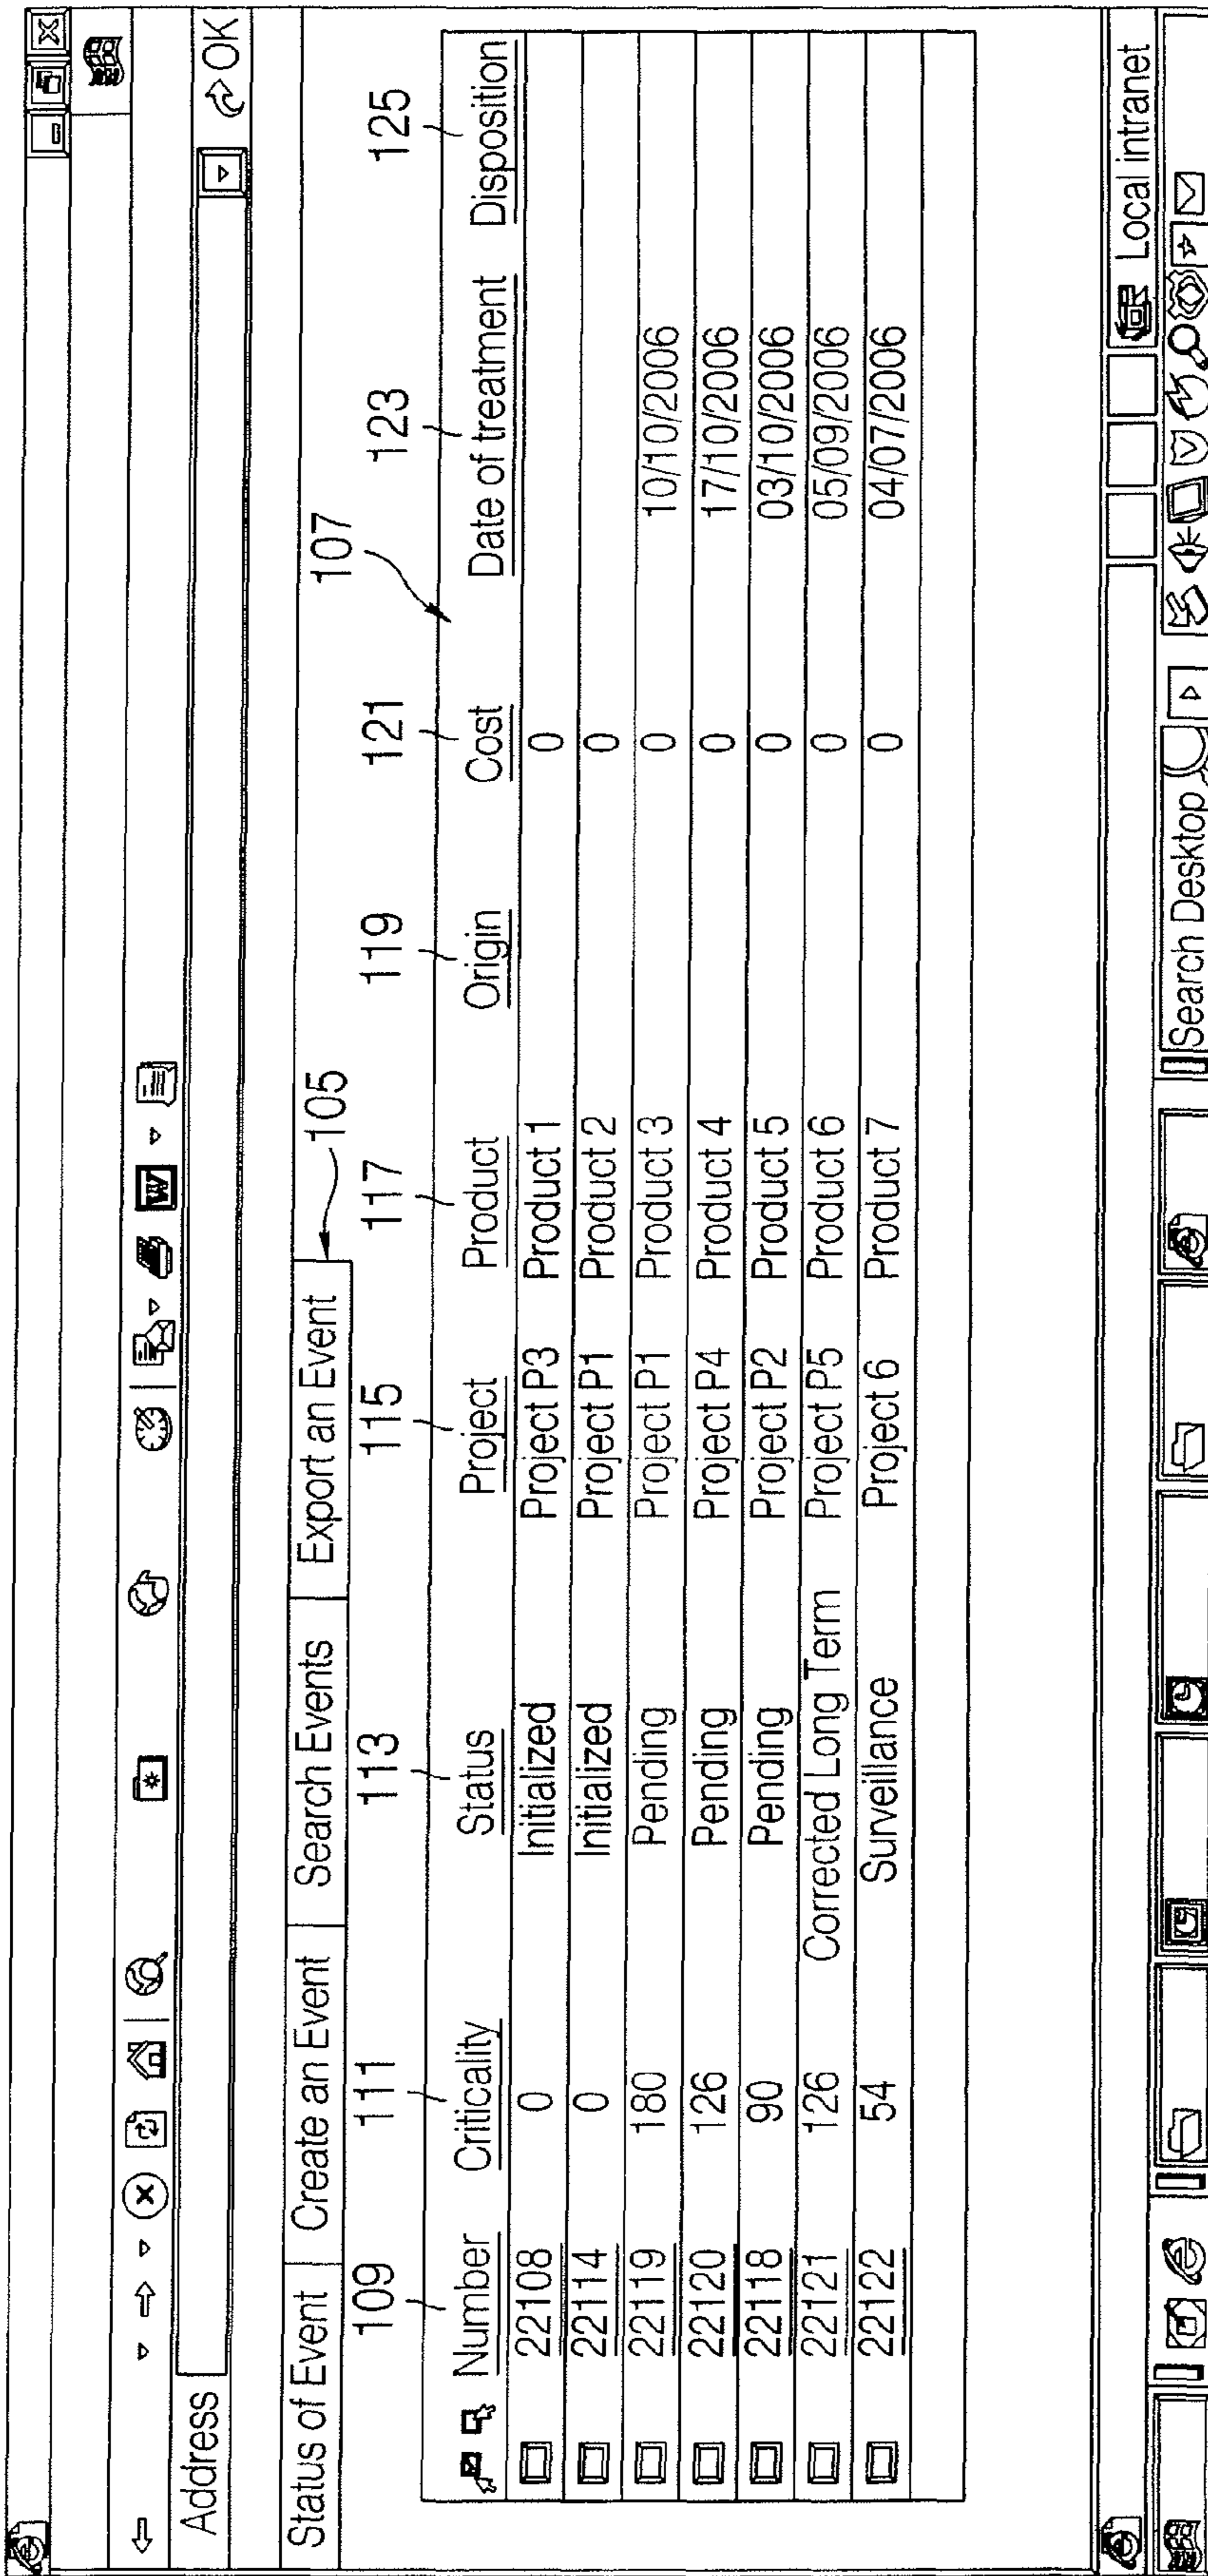 Address
OK
Status of Event Create an Event Search Events Export an Event
105
107
109 111 113 115 117 119 121 123 125
Number Criticality Status Project Product Origin Cost Date of treatment Disposition
22108 0 Initialized Project P3 Product 1 0
22114 0 Initialized Project P1 Product 2 0
22119 180 Pending Project P1 Product 3 0 10/10/2006
22120 126 Pending Project P4 Product 4 0 17/10/2006
22118 90 Pending Project P2 Product 5 0 03/10/2006
22121 126 Corrected Long Term Project P5 Product 6 0 05/09/2006
22122 54 Surveillance Project 6 Product 7 0 04/07/2006
Local intranet
Search Desktop